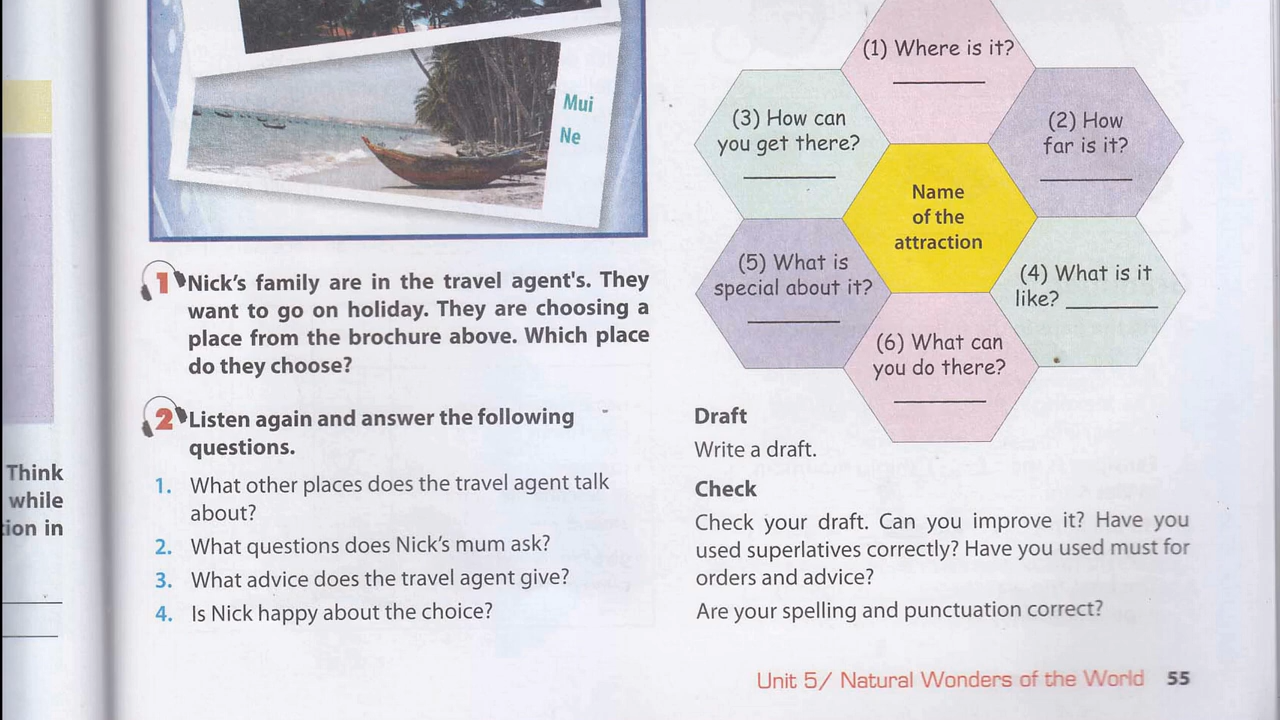 Mui
Ne
1 Nick's family are in the travel agent's. They
want to go on holiday. They are choosing a
place from the brochure above. Which place
do they choose?
2 Listen again and answer the following
questions.
1. What other places does the travel agent talk
about?
2. What questions does Nick's mum ask?
3. What advice does the travel agent give?
4. Is Nick happy about the choice?
Think
while
ion in
(1) Where is it?
(3) How can
you get there?
(2) How
far is it?
Name
of the
attraction
(5) What is
special about it?
(4) What is it
like?
(6) What can
you do there?
Draft
Write a draft.
Check
Check your draft. Can you improve it? Have you
used superlatives correctly? Have you used must for
orders and advice?
Are your spelling and punctuation correct?
Unit 5/ Natural Wonders of the World 55